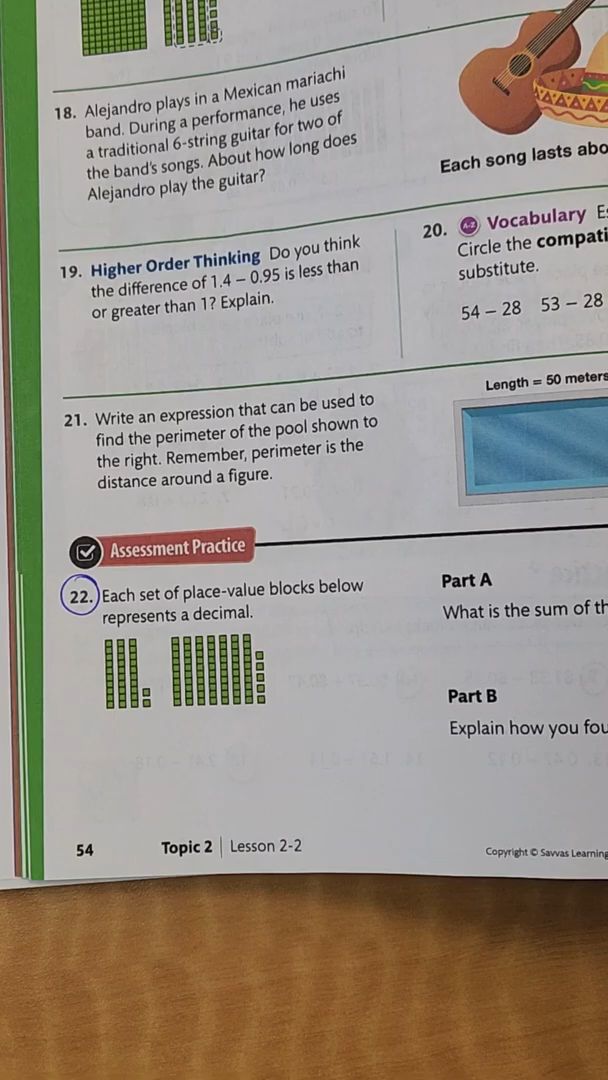 18. Alejandro plays in a Mexican mariachi
band. During a performance, he uses
a traditional 6-string guitar for two of
the band's songs. About how long does
Alejandro play the guitar?
Each song lasts abo
19. Higher Order Thinking Do you think
the difference of 1.4 – 0.95 is less than
or greater than 1? Explain.
20. A-Z Vocabulary Es
Circle the compati
substitute.
54 – 28 53 – 28
21. Write an expression that can be used to
find the perimeter of the pool shown to
the right. Remember, perimeter is the
distance around a figure.
Length = 50 meters
Assessment Practice
22. Each set of place-value blocks below
represents a decimal.
Part A
What is the sum of th
Part B
Explain how you fou
54 Topic 2 | Lesson 2-2
Copyright © Savvas Learning